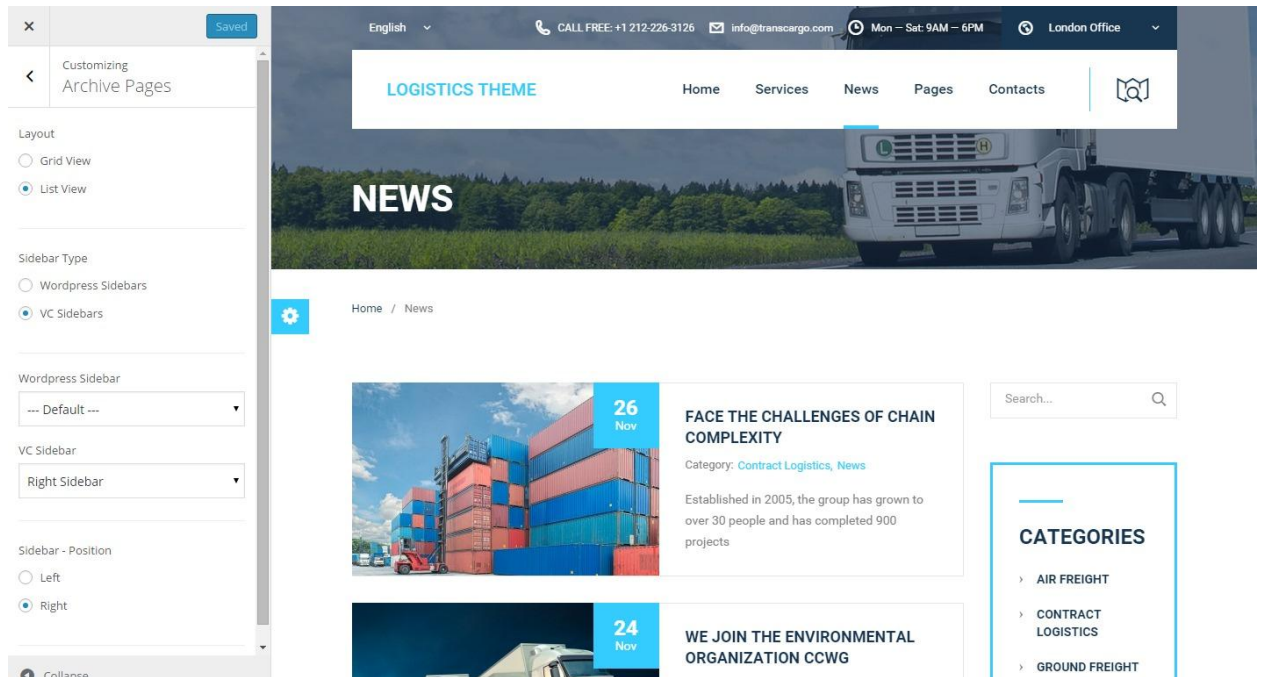 Saved
Customizing
Archive Pages
Layout
Grid View
List View
Sidebar Type
Wordpress Sidebars
VC Sidebars
Wordpress Sidebar
--- Default ---
VC Sidebar
Right Sidebar
Sidebar - Position
Left
Right
Collapse
English
CALL FREE: +1 212-226-3126
info@transcargo.com
Mon – Sat: 9AM – 6PM
London Office
LOGISTICS THEME
Home
Services
News
Pages
Contacts
L
H
NEWS
Home / News
26
Nov
FACE THE CHALLENGES OF CHAIN
COMPLEXITY
Category: Contract Logistics, News
Established in 2005, the group has grown to
over 30 people and has completed 900
projects
24
Nov
WE JOIN THE ENVIRONMENTAL
ORGANIZATION CCWG
Search...
CATEGORIES
AIR FREIGHT
CONTRACT
LOGISTICS
GROUND FREIGHT